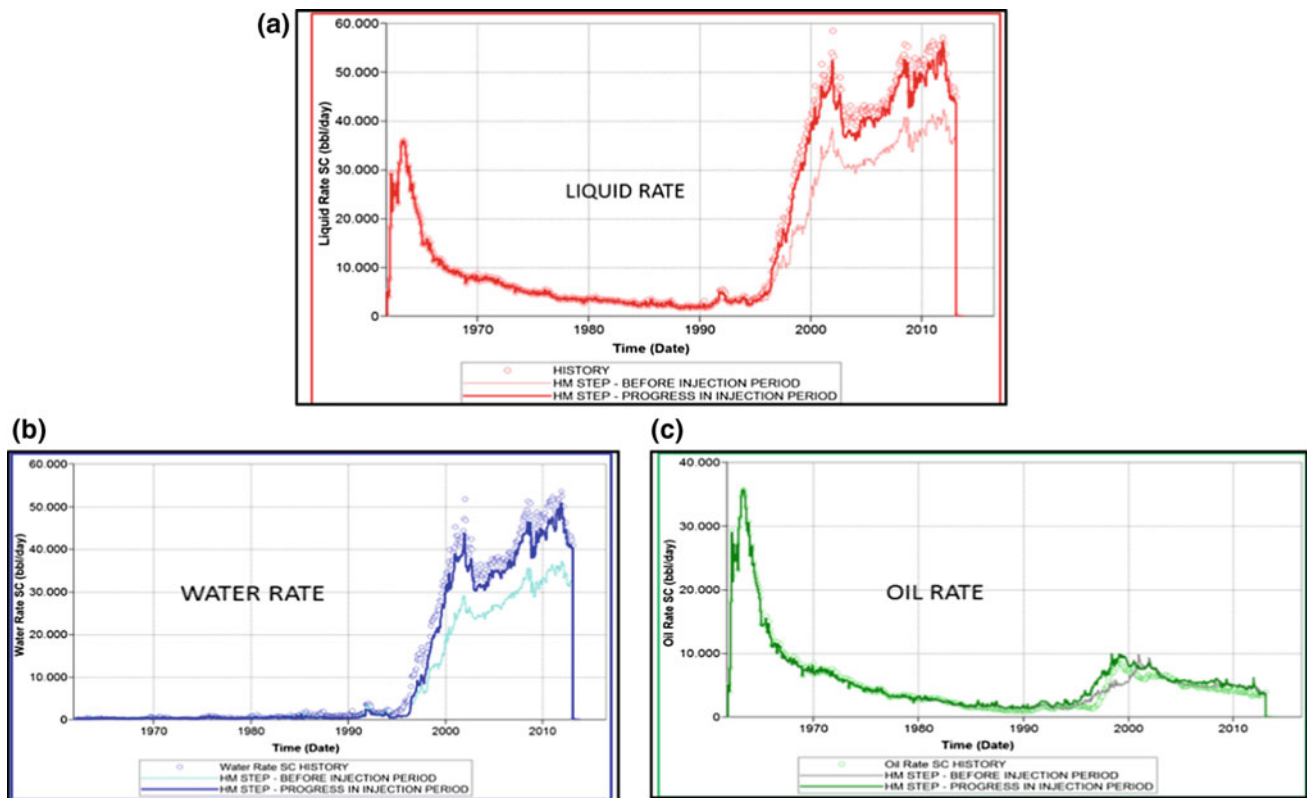 (a)
60.000
50.000
40.000
30.000
20.000
10.000
0
Liquid Rate SC (bbl/day)
LIQUID RATE
1970 1980 1990 2000 2010
Time (Date)
HISTORY
HM STEP - BEFORE INJECTION PERIOD
HM STEP - PROGRESS IN INJECTION PERIOD
(b)
60.000
50.000
40.000
30.000
20.000
10.000
0
Water Rate SC (bbl/day)
WATER RATE
1970 1980 1990 2000 2010
Time (Date)
Water Rate SC HISTORY
HM STEP - BEFORE INJECTION PERIOD
HM STEP - PROGRESS IN INJECTION PERIOD
(c)
40.000
30.000
20.000
10.000
0
Oil Rate SC (bbl/day)
OIL RATE
1970 1980 1990 2000 2010
Time (Date)
Oil Rate SC HISTORY
HM STEP - BEFORE INJECTION PERIOD
HM STEP - PROGRESS IN INJECTION PERIOD